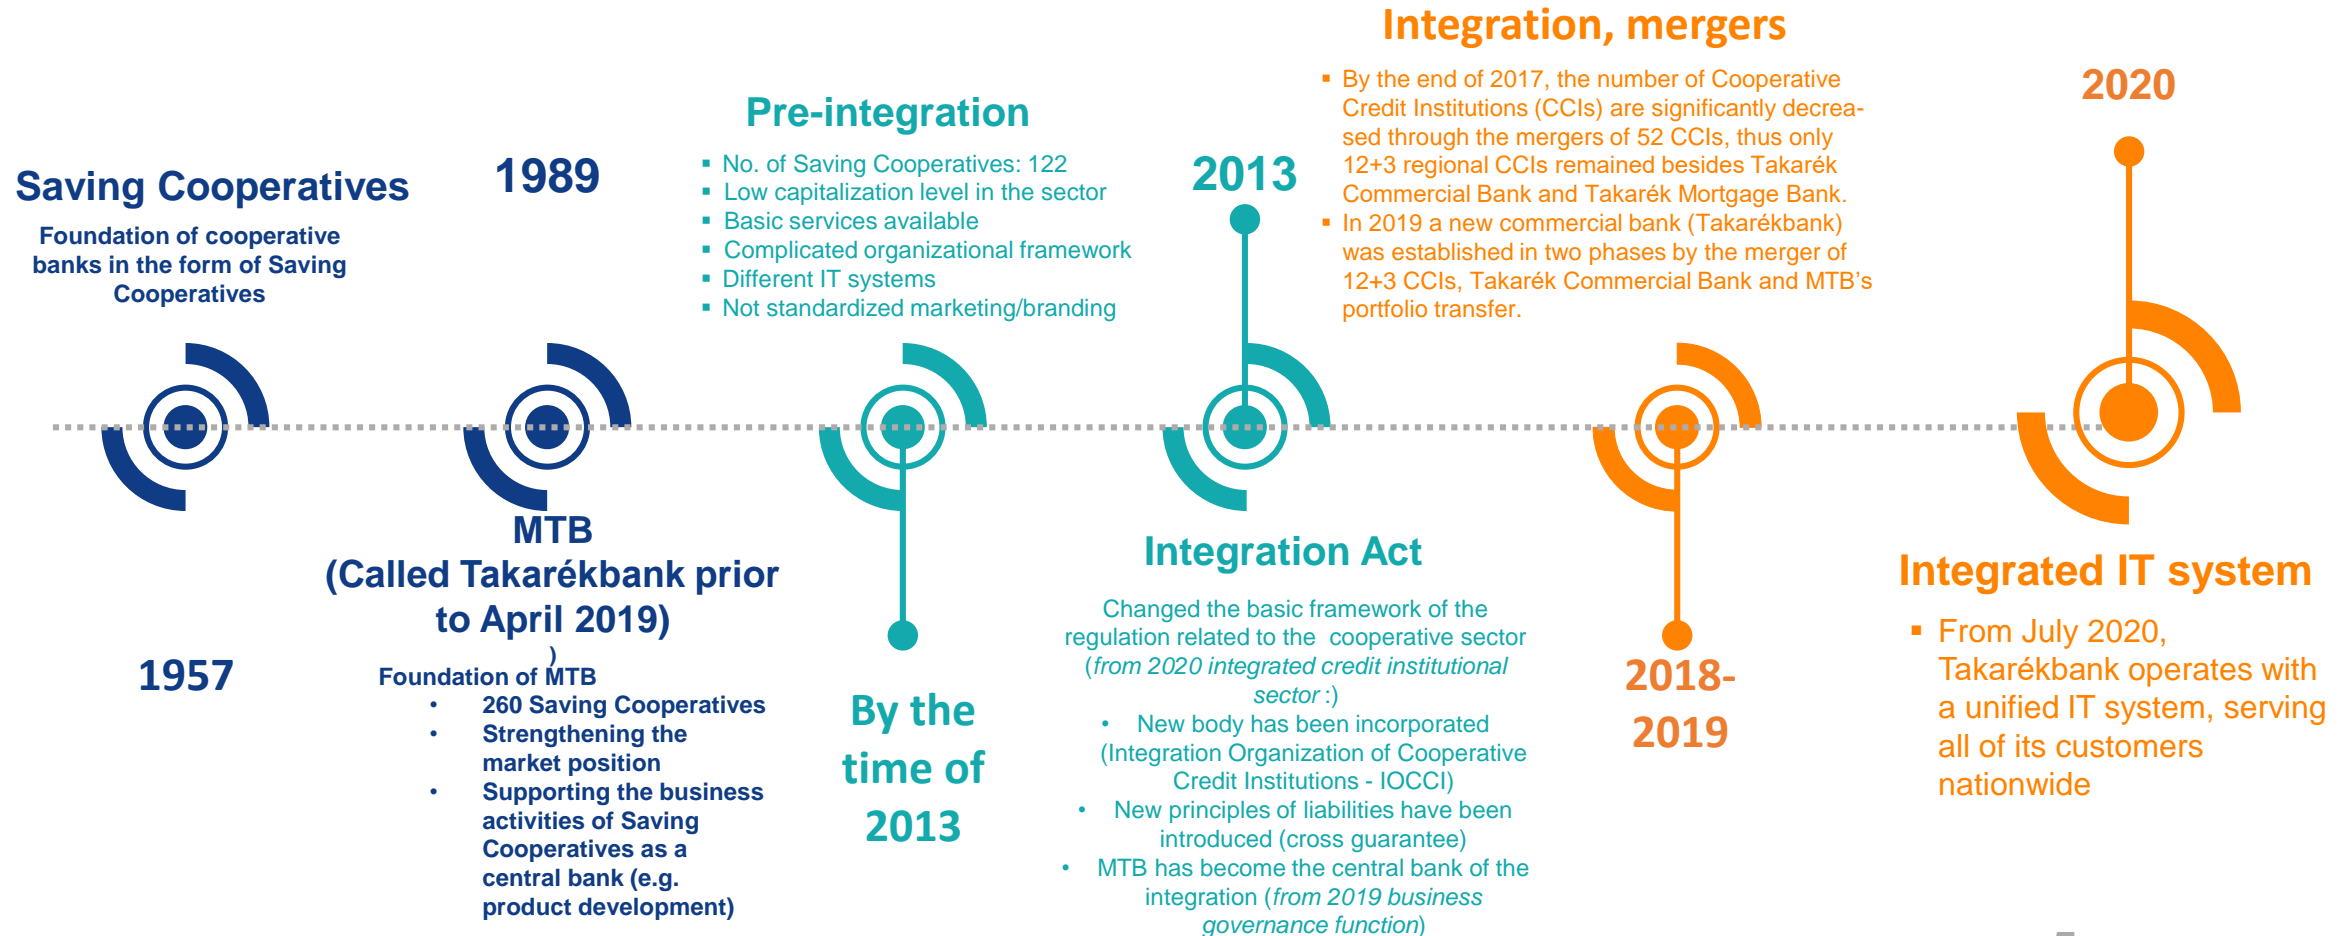 Saving Cooperatives
Foundation of cooperative
banks in the form of Saving
Cooperatives
1957
1989
MTB
(Called Takarékbank prior
to April 2019)
)
Foundation of MTB
• 260 Saving Cooperatives
• Strengthening the
market position
• Supporting the business
activities of Saving
Cooperatives as a
central bank (e.g.
product development)
Pre-integration
▪ No. of Saving Cooperatives: 122
▪ Low capitalization level in the sector
▪ Basic services available
▪ Complicated organizational framework
▪ Different IT systems
▪ Not standardized marketing/branding
By the
time of
2013
2013
Integration Act
Changed the basic framework of the
regulation related to the  cooperative sector
(from 2020 integrated credit institutional
sector :)
• New body has been incorporated
(Integration Organization of Cooperative
Credit Institutions - IOCCI)
• New principles of liabilities have been
introduced (cross guarantee)
• MTB has become the central bank of the
integration (from 2019 business
governance function)
Integration, mergers
▪ By the end of 2017, the number of Cooperative
Credit Institutions (CCIs) are significantly decrea-
sed through the mergers of 52 CCIs, thus only
12+3 regional CCIs remained besides Takarék
Commercial Bank and Takarék Mortgage Bank.
▪ In 2019 a new commercial bank (Takarékbank)
was established in two phases by the merger of
12+3 CCIs, Takarék Commercial Bank and MTB’s
portfolio transfer.
2018-
2019
2020
Integrated IT system
▪ From July 2020,
Takarékbank operates with
a unified IT system, serving
all of its customers
nationwide